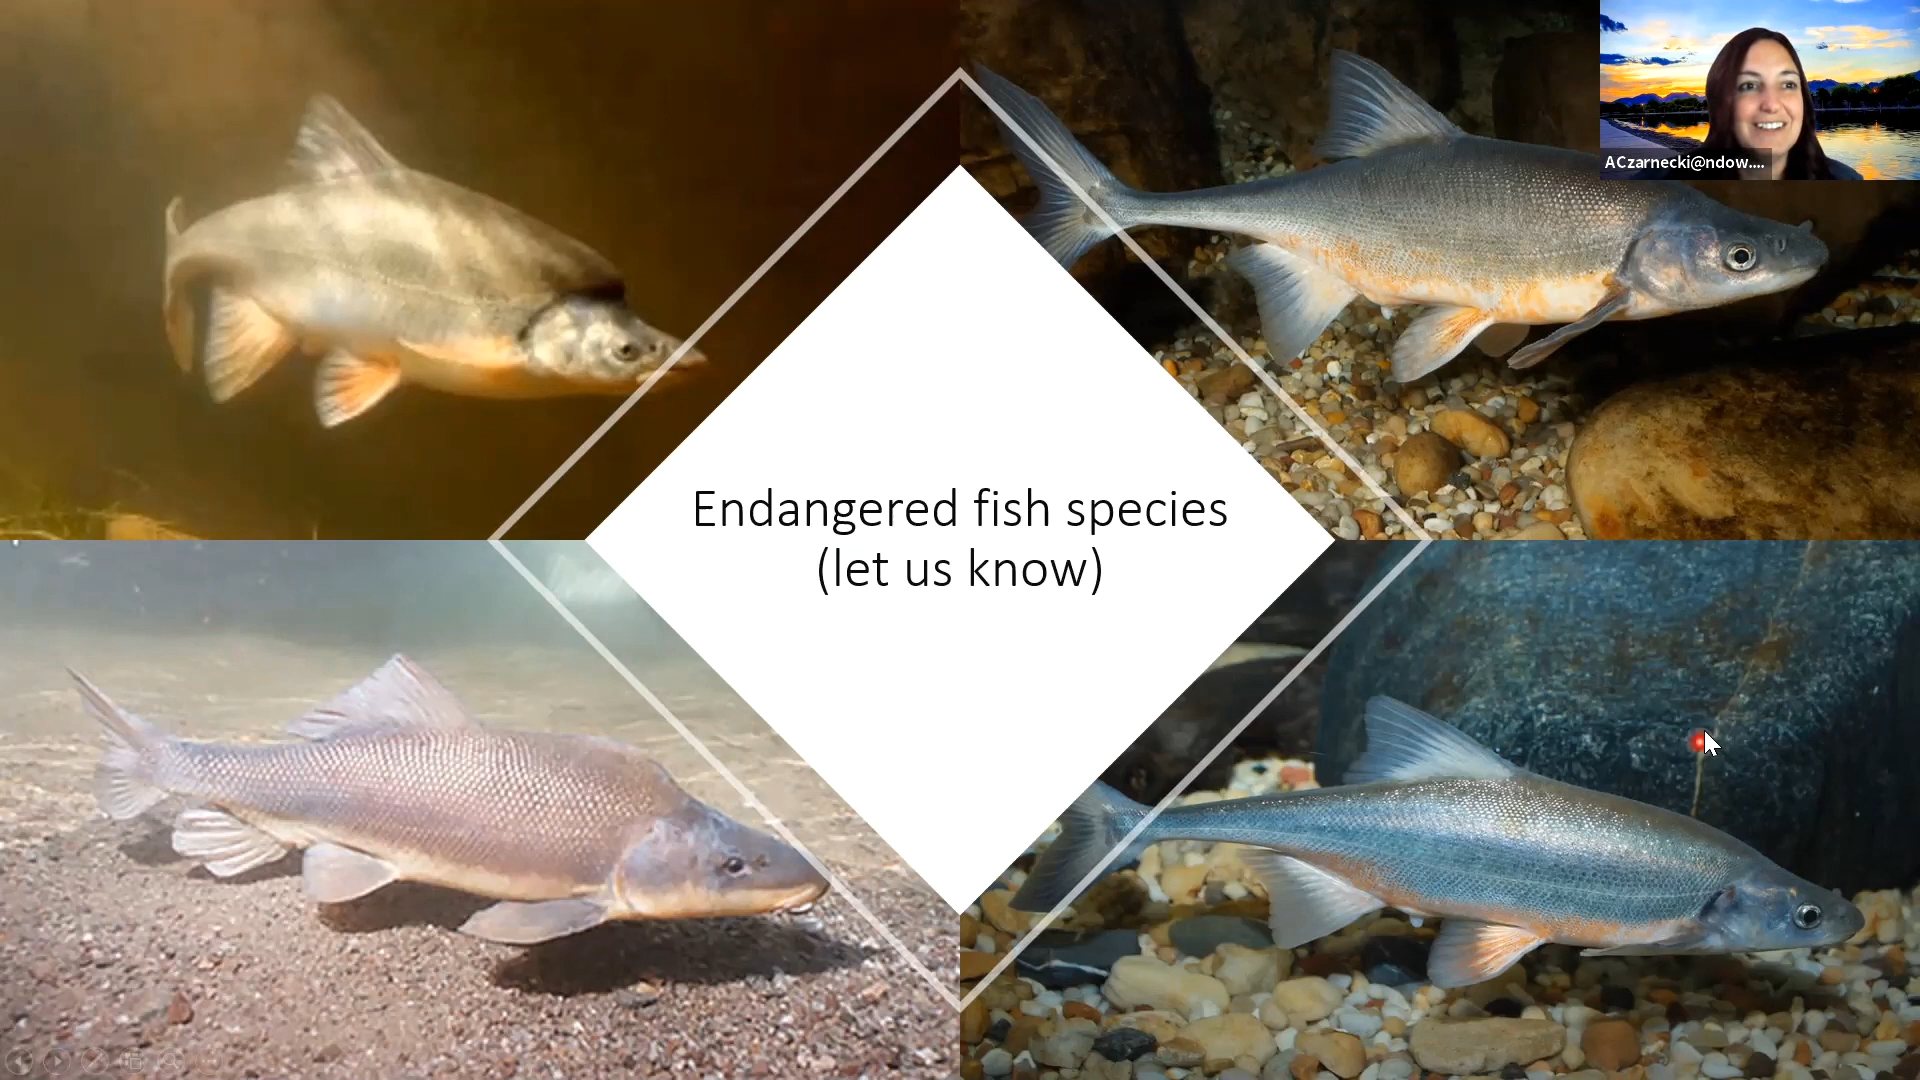 ACzarnecki@ndow....
Endangered fish species
(let us know)